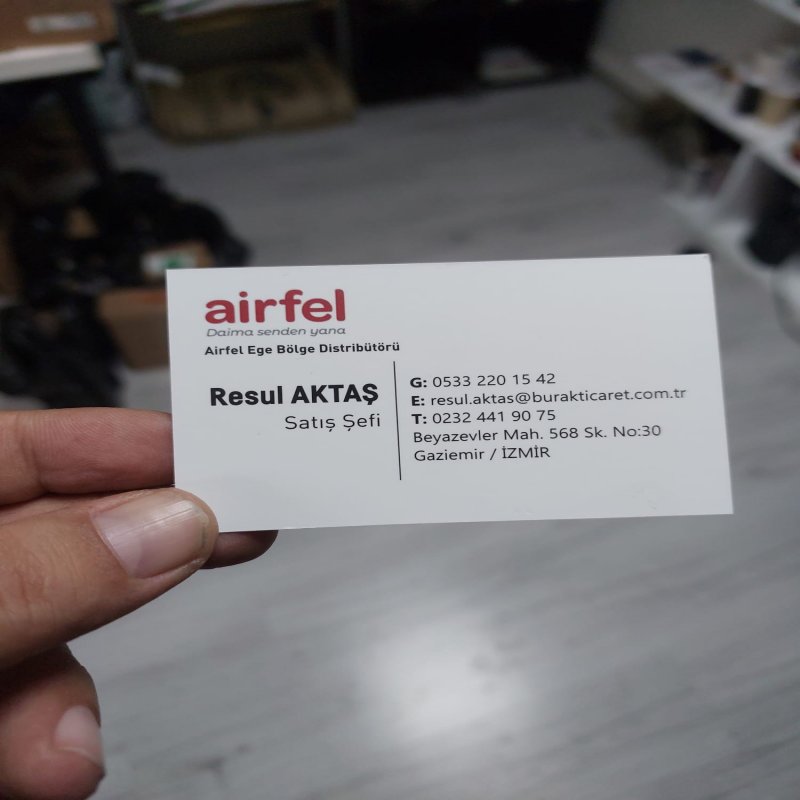 airfel
Daima senden yana
Airfel Ege Bölge Distribütörü
Resul AKTAŞ
Satış Şefi
G: 0533 220 15 42
E: resul.aktas@burakticaret.com.tr
T: 0232 441 90 75
Beyazevler Mah. 568 Sk. No:30
Gaziemir / İZMİR